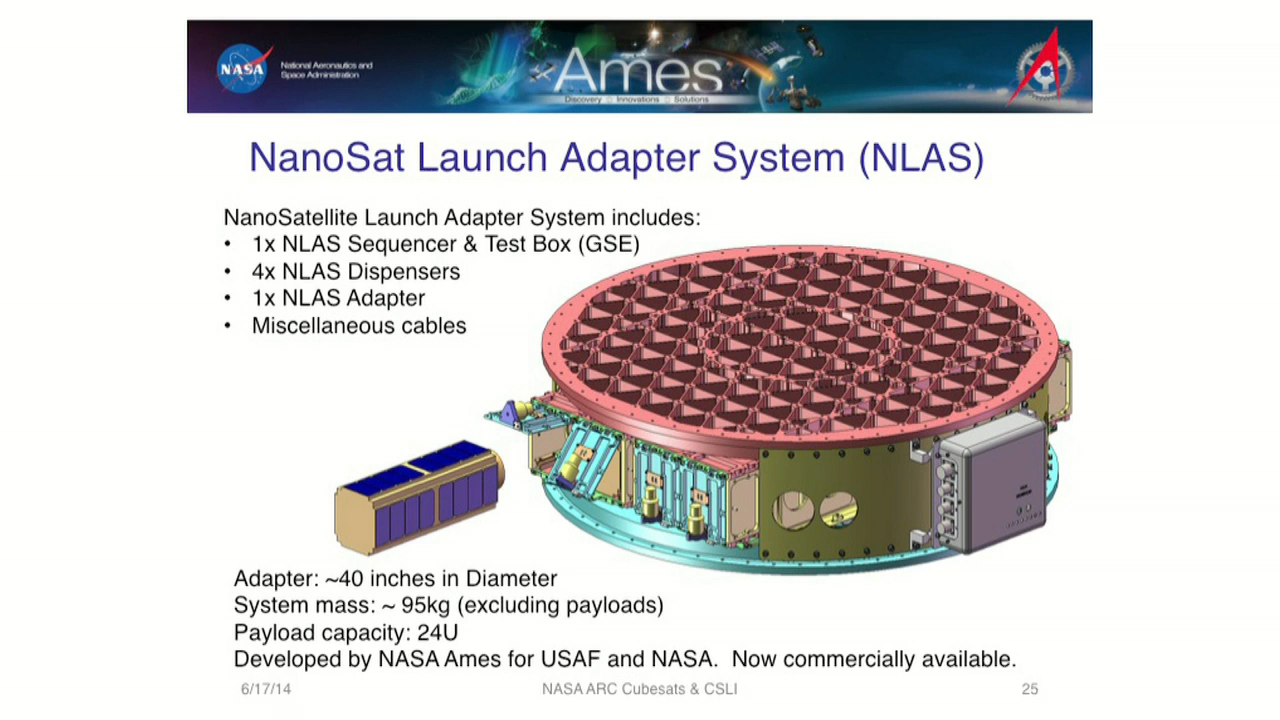 NASA
National Aeronautics and
Space Administration
Ames
Discovery Innovations Solutions
NanoSat Launch Adapter System (NLAS)
NanoSatellite Launch Adapter System includes:
• 1x NLAS Sequencer & Test Box (GSE)
• 4x NLAS Dispensers
• 1x NLAS Adapter
• Miscellaneous cables
Adapter: ~40 inches in Diameter
System mass: ~ 95kg (excluding payloads)
Payload capacity: 24U
Developed by NASA Ames for USAF and NASA. Now commercially available.
6/17/14 NASA ARC Cubesats & CSLI 25